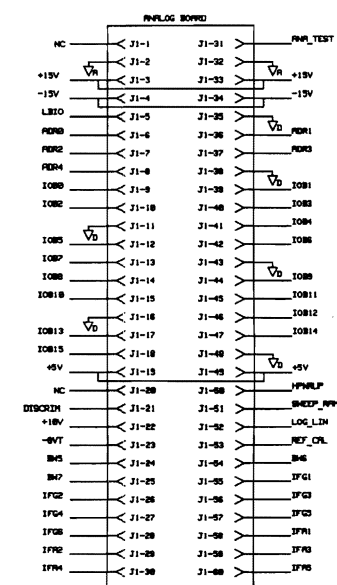 ANALOG BOARD
NC J1-1 J1-31 ANA_TEST
J1-2 J1-32
A A
+15V J1-3 J1-33 +15V
-15V J1-4 J1-34 -15V
LBIO J1-5 J1-35
D
ADR0 J1-6 J1-36 ADR1
ADR2 J1-7 J1-37 ADR3
ADR4 J1-8 J1-38
D
IOB0 J1-9 J1-39 IOB1
IOB2 J1-10 J1-40 IOB3
J1-11 J1-41 IOB4
D
IOB5 J1-12 J1-42 IOB6
IOB7 J1-13 J1-43
D
IOB8 J1-14 J1-44 IOB9
IOB10 J1-15 J1-45 IOB11
J1-16 J1-46 IOB12
D
IOB13 J1-17 J1-47 IOB14
IOB15 J1-18 J1-48
D
+5V J1-19 J1-49 +5V
NC J1-20 J1-50 HPWRUP
DISCRIM J1-21 J1-51
+10V J1-22 J1-52 LOG_LIN
-8VT J1-23 J1-53 REF_CAL
BW5 J1-24 J1-54 BW6
BW7 J1-25 J1-55 IFG1
IFG2 J1-26 J1-56 IFG3
IFG4 J1-27 J1-57 IFG5
IFG6 J1-28 J1-58 IFA1
IFA2 J1-29 J1-59 IFA3
IFA4 J1-30 J1-60 IFA5